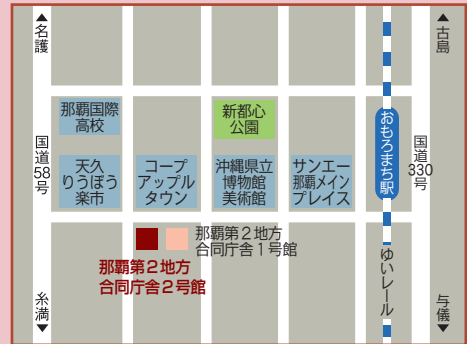 ▲名護
国道58号
糸満▼
那覇国際
高校
天久
りうぼう
楽市
コープ
アップル
タウン
新都心
公園
沖縄県立
博物館
美術館
サンエー
那覇メイン
プレイス
おもろまち駅
ゆいレール
▲古島
国道330号
与儀▼
那覇第2地方
合同庁舎1号館
那覇第2地方
合同庁舎2号館